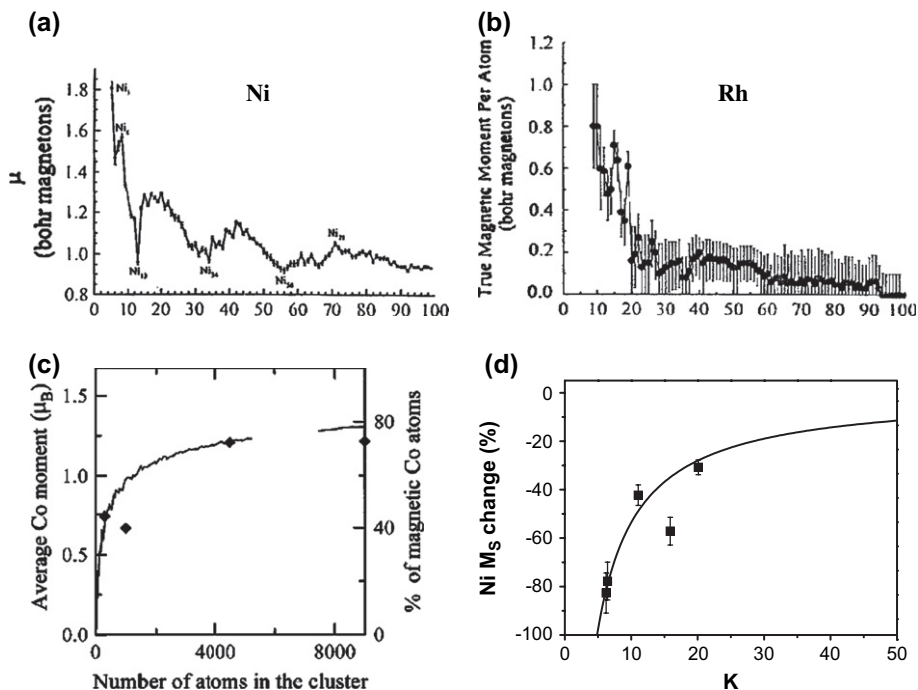 (a)
Ni
μ
(bohr magnetons)
1.8
1.6
1.4
1.2
1.0
0.8
Ni₁₃
Ni₃₄
0 10 20 30 40 50 60 70 80 90 100
(b)
Rh
True Magnetic Moment Per Atom
(bohr magnetons)
1.2
1.0
0.8
0.6
0.4
0.2
0.0
0 10 20 30 40 50 60 70 80 90 100
(c)
Average Co moment (μB)
1.5
1.0
0.5
0.0
80
40
0
% of magnetic Co atoms
0 4000 8000
Number of atoms in thc cluster
(d)
Ni MS change (%)
0
-20
-40
-60
-80
-100
0 10 20 30 40 50
K